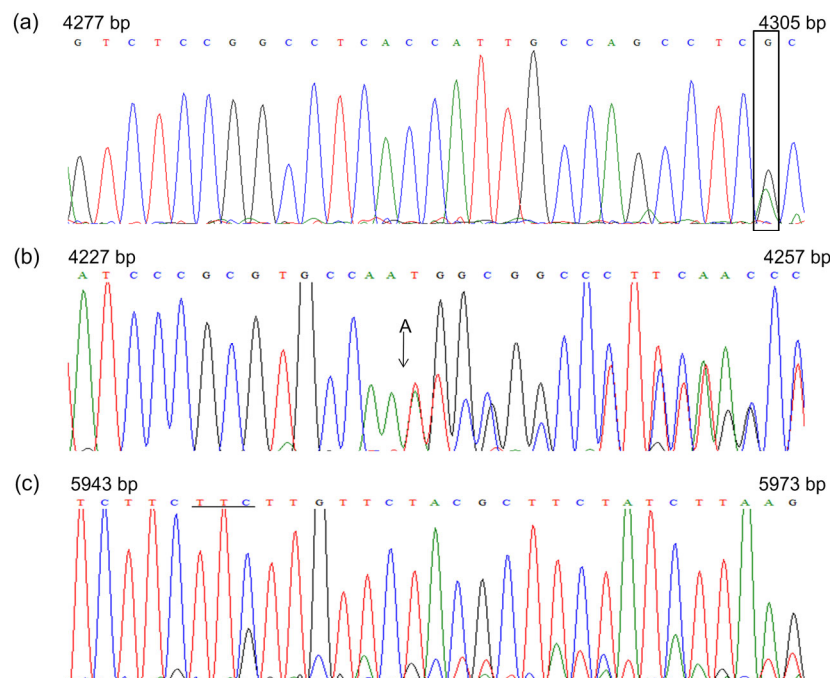 (a) 4277 bp 4305 bp
G T C T C C G G C C T C A C C A T T G C C A G C C T C G C
(b) 4227 bp 4257 bp
A T C C C G C G T G C C A A T G G C G G C C C T T C A A C C C
A
(c) 5943 bp 5973 bp
T C T T C T T C T T G T T C T A C G C T T C T A T C T T A A G